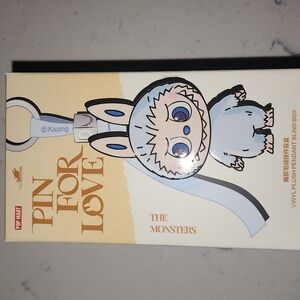 ©Kasing
POP MART
PIN
FOR
LOVE
THE
MONSTERS
VINYL PLUSH PENDANT BLIND BOX